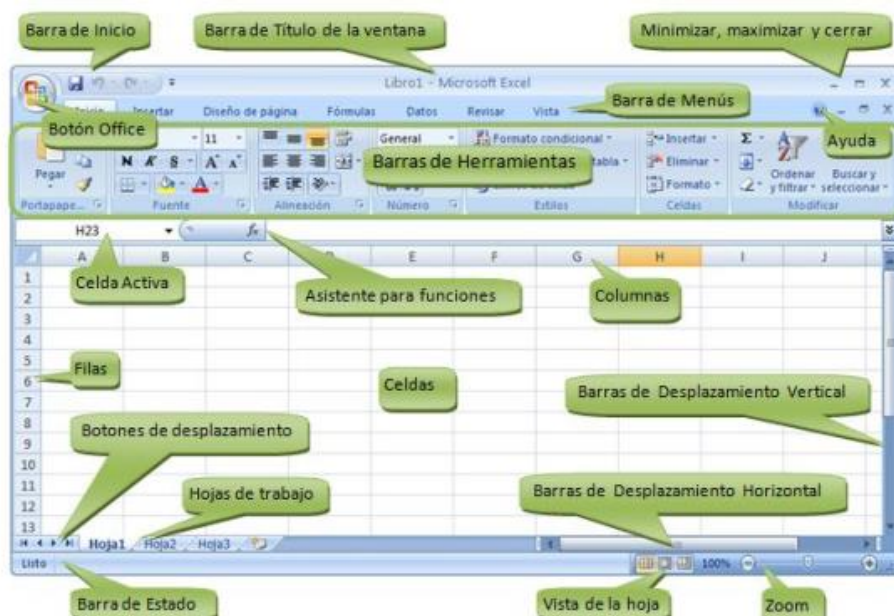 Barra de Inicio
Barra de Título de la ventana
Minimizar, maximizar y cerrar
Libro1 - Microsoft Excel
Insertar Diseño de página Fórmulas Datos Revisar Vista
Barra de Menús
Botón Office
Ayuda
11 General Formato condicional Insertar Σ
Barras de Herramientas
Pegar N K S A A tabla Eliminar Ordenar y filtrar Buscar y seleccionar
A Formato
Portapape... Fuente Alineación Número Estilos Celdas Modificar
H23 fx
A B C E F G H I J
Celda Activa
Asistente para funciones
Columnas
1
2
3
4
5
6
7
8
9
10
11
12
13
Filas
Celdas
Barras de Desplazamiento Vertical
Botones de desplazamiento
Hojas de trabajo
Barras de Desplazamiento Horizontal
Hoja1 Hoja2 Hoja3
Listo 100%
Barra de Estado
Vista de la hoja
Zoom